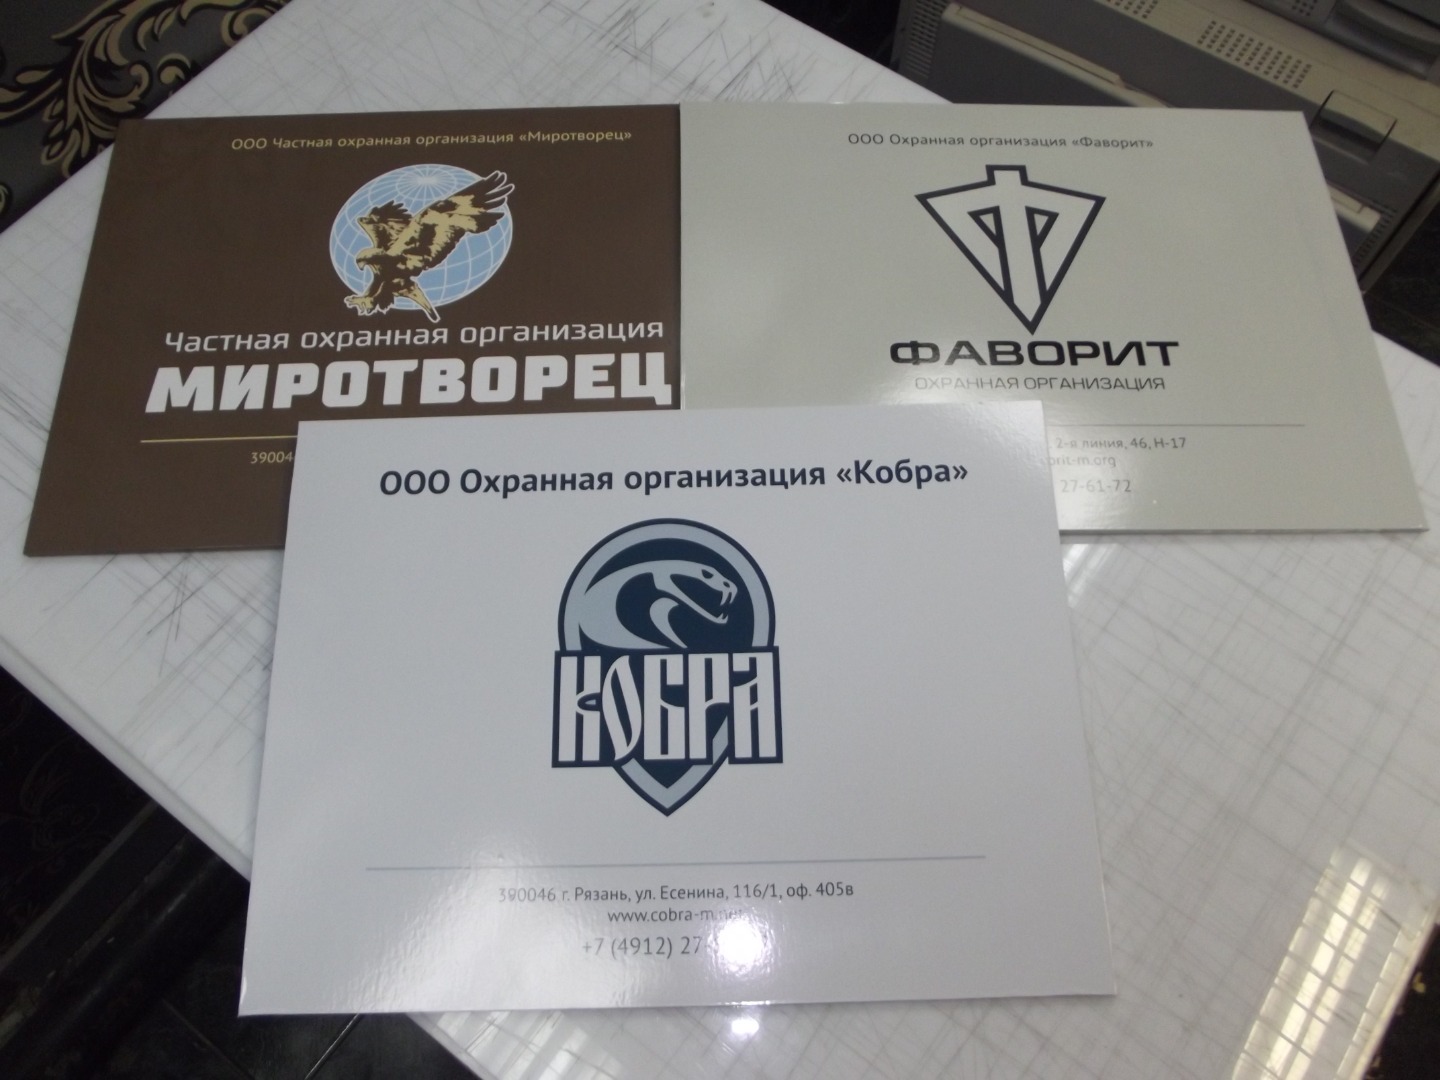 ООО Частная охранная организация «Миротворец»
Частная охранная организация
МИРОТВОРЕЦ
ООО Охранная организация «Фаворит»
ФАВОРИТ
ОХРАННАЯ ОРГАНИЗАЦИЯ
2-я линия, 46, Н-17
27-61-72
ООО Охранная организация «Кобра»
КОБРА
390046 г. Рязань, ул. Есенина, 116/1, оф. 405в
+7 (4912) 27